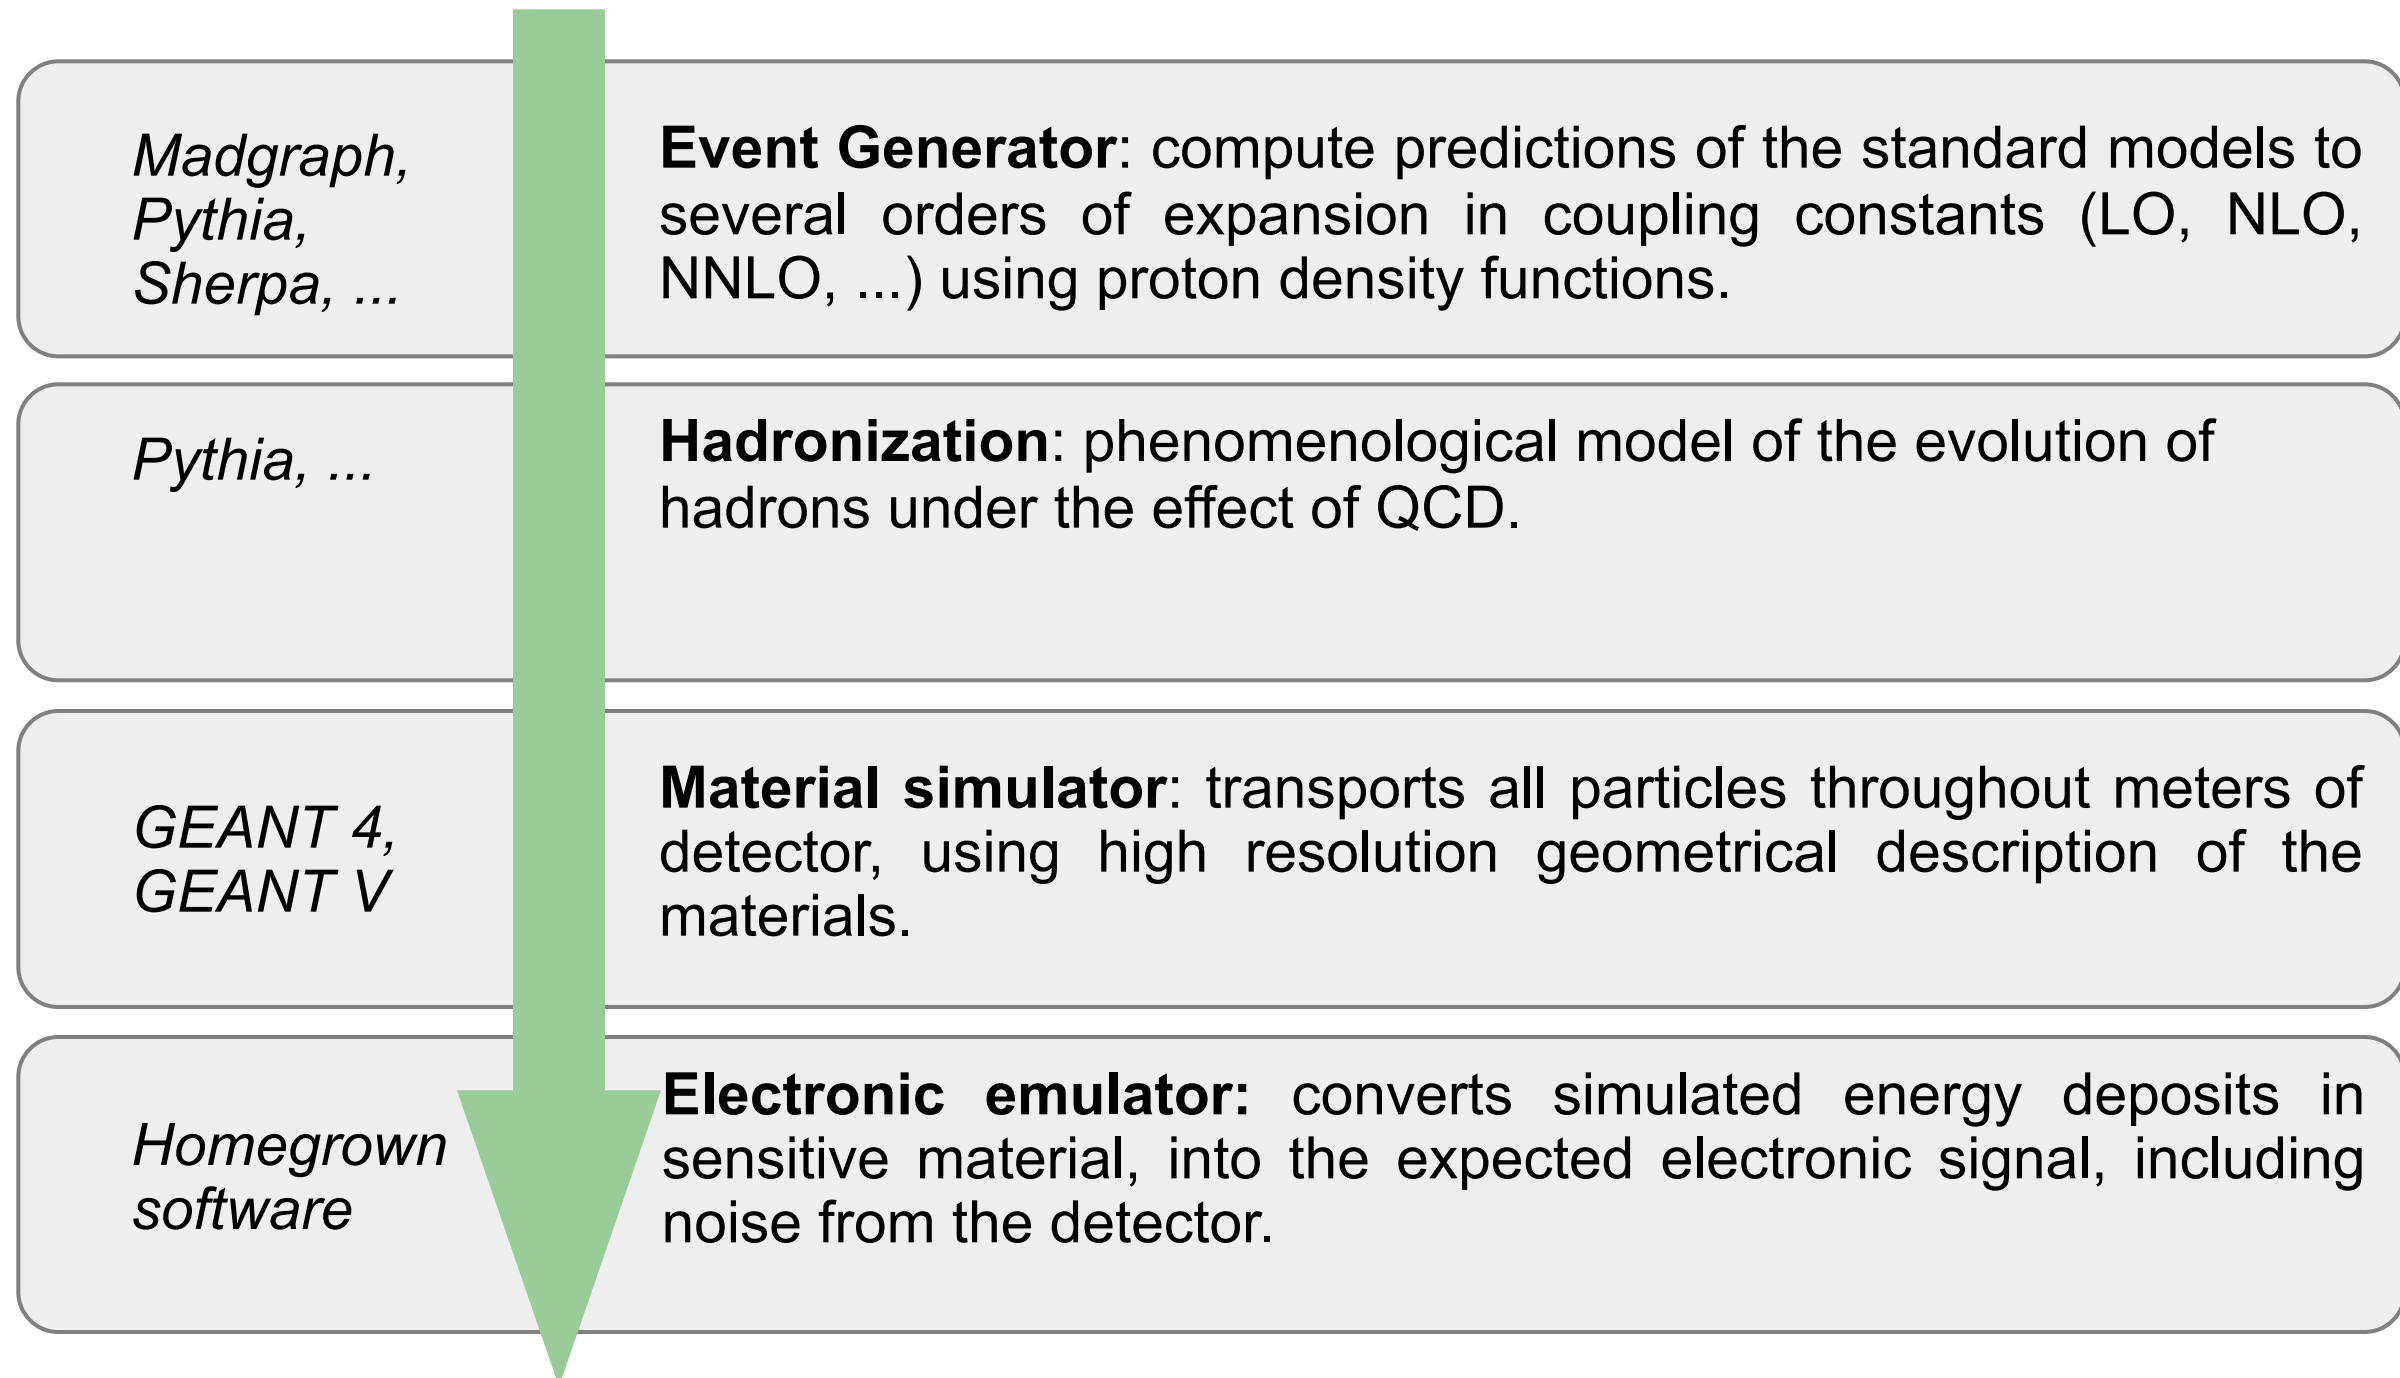 Madgraph,
Pythia,
Sherpa, ...
Event Generator: compute predictions of the standard models to
several orders of expansion in coupling constants (LO, NLO,
NNLO, ...) using proton density functions.
Pythia, ...
Hadronization: phenomenological model of the evolution of
hadrons under the effect of QCD.
GEANT 4,
GEANT V
Material simulator: transports all particles throughout meters of
detector, using high resolution geometrical description of the
materials.
Homegrown
software
Electronic emulator: converts simulated energy deposits in
sensitive material, into the expected electronic signal, including
noise from the detector.